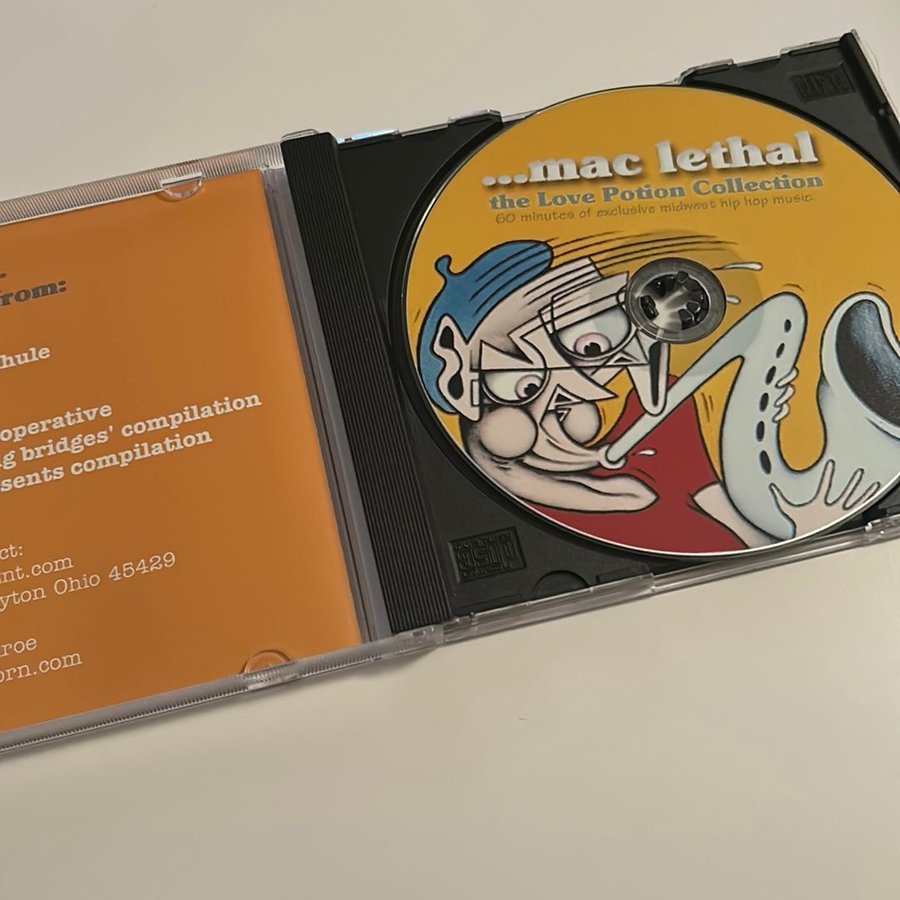 from:
hule
operative
g bridges' compilation
sents compilation
ct:
nt.com
yton Ohio 45429
roe
orn.com
...mac lethal
the Love Potion Collection
60 minutes of exclusive midwest hip hop music